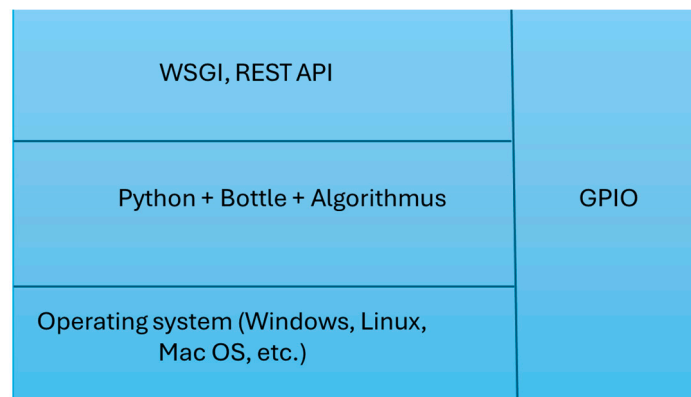 WSGI, REST API
Python + Bottle + Algorithmus
GPIO
Operating system (Windows, Linux,
Mac OS, etc.)